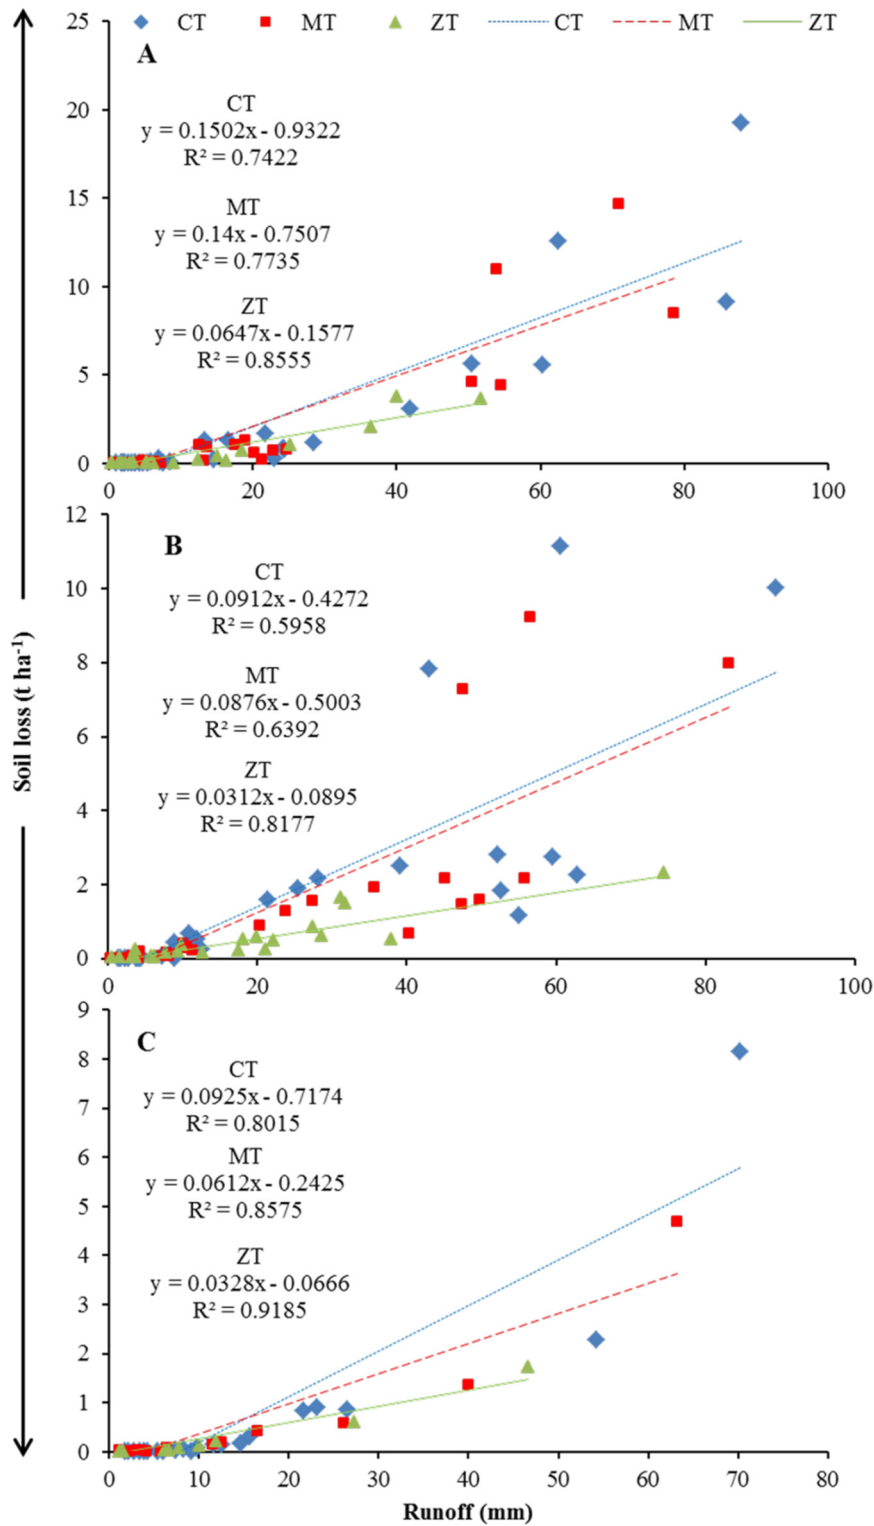 CT MT ZT CT MT ZT
A
25
20
15
10
5
0
CT
y = 0.1502x - 0.9322
R² = 0.7422
MT
y = 0.14x - 0.7507
R² = 0.7735
ZT
y = 0.0647x - 0.1577
R² = 0.8555
0 20 40 60 80 100
B
12
10
8
6
4
2
0
CT
y = 0.0912x - 0.4272
R² = 0.5958
MT
y = 0.0876x - 0.5003
R² = 0.6392
ZT
y = 0.0312x - 0.0895
R² = 0.8177
0 20 40 60 80 100
Soil loss (t ha⁻¹)
C
9
8
7
6
5
4
3
2
1
0
CT
y = 0.0925x - 0.7174
R² = 0.8015
MT
y = 0.0612x - 0.2425
R² = 0.8575
ZT
y = 0.0328x - 0.0666
R² = 0.9185
0 10 20 30 40 50 60 70 80
Runoff (mm)